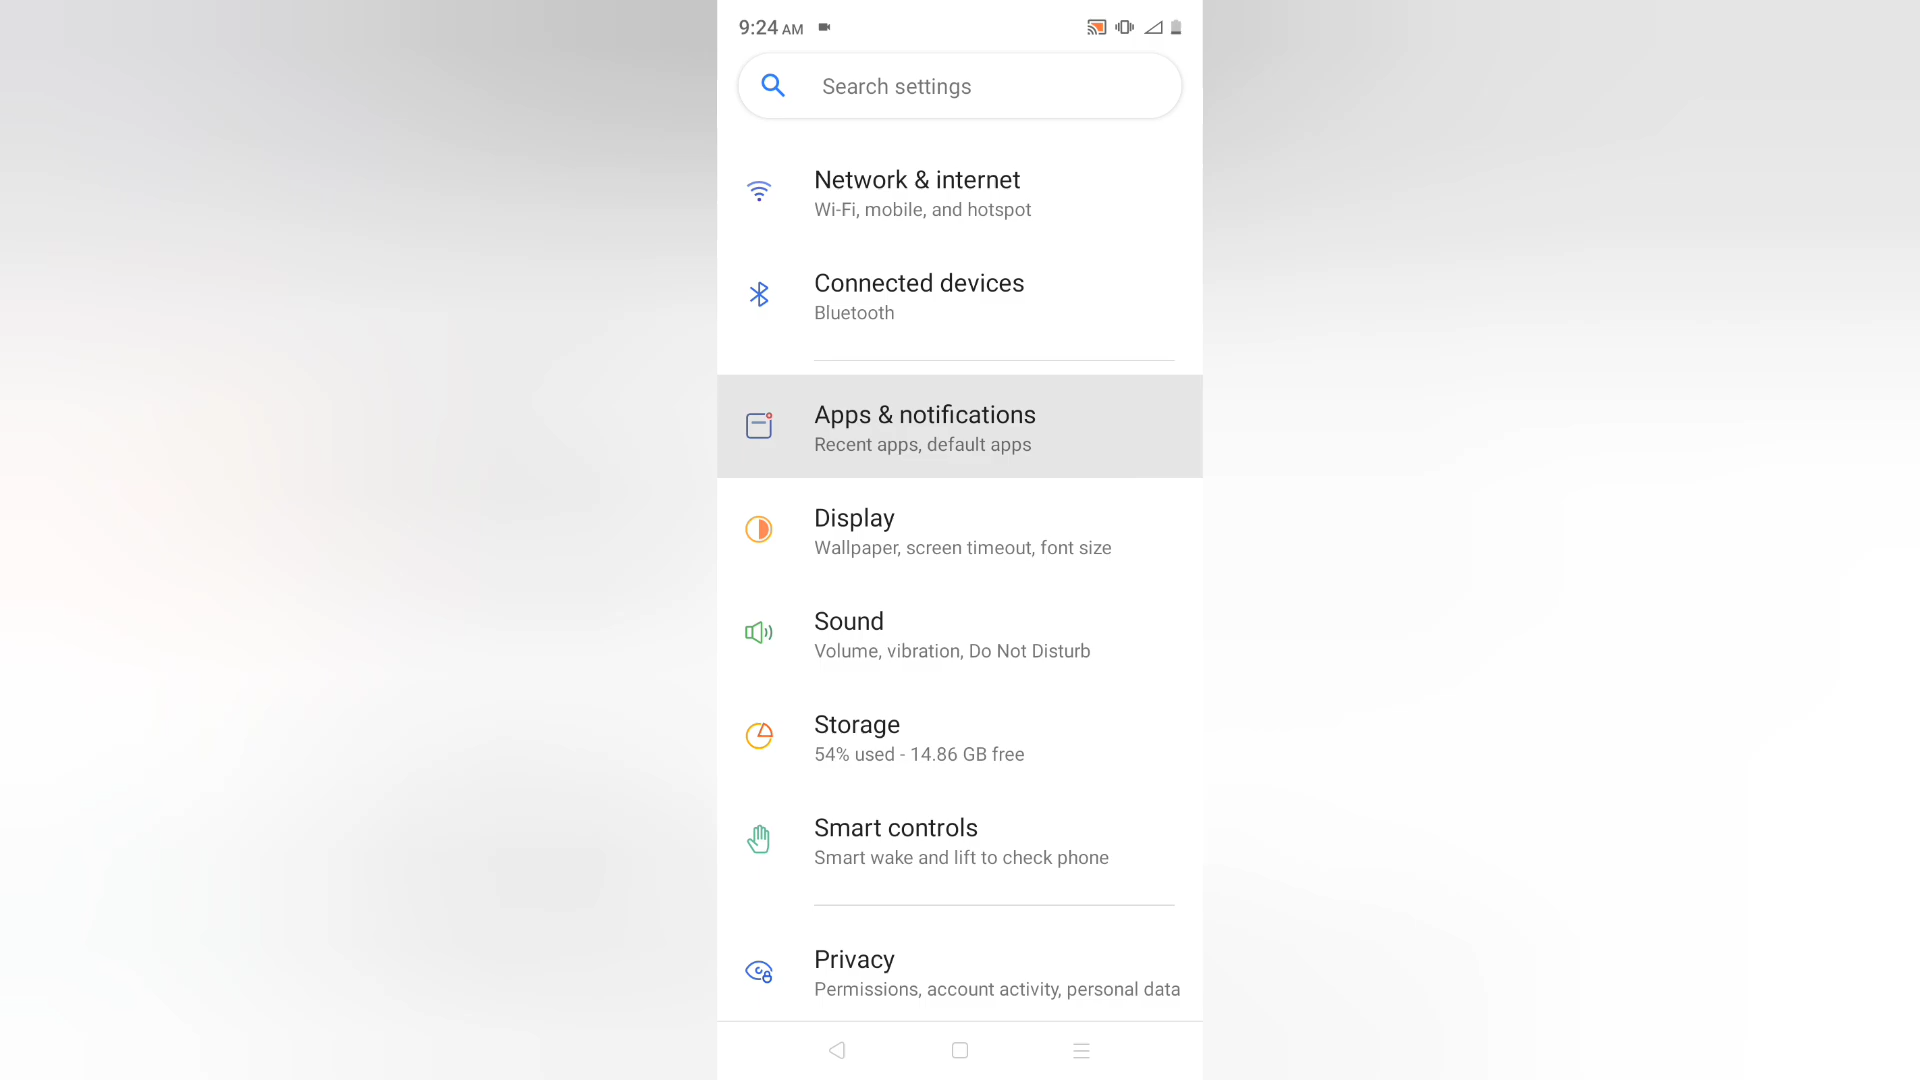 9:24 AM
Search settings
Network & internet
Wi-Fi, mobile, and hotspot
Connected devices
Bluetooth
Apps & notifications
Recent apps, default apps
Display
Wallpaper, screen timeout, font size
Sound
Volume, vibration, Do Not Disturb
Storage
54% used - 14.86 GB free
Smart controls
Smart wake and lift to check phone
Privacy
Permissions, account activity, personal data